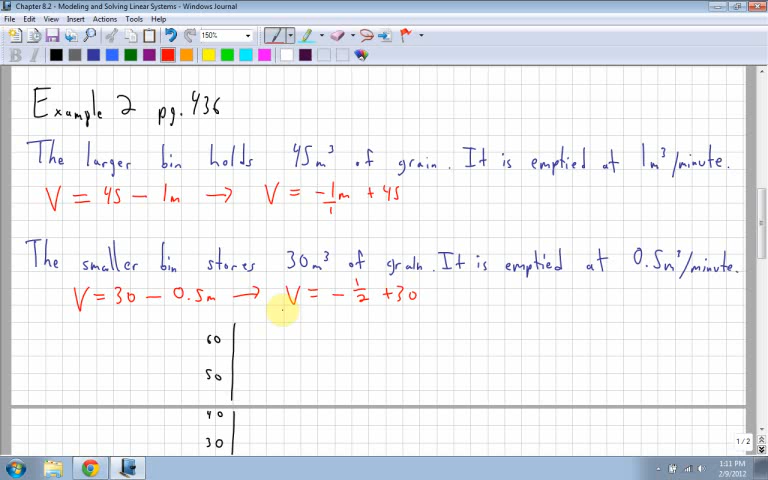 Chapter 8.2 - Modeling and Solving Linear Systems - Windows Journal
File Edit View Insert Actions Tools Help
150%
B I
Example 2 pg. 436
The larger bin holds 45m³ of grain. It is emptied at 1m³/minute.
V = 45 - 1m → V = -1/1m + 45
The smaller bin stores 30m³ of grain. It is emptied at 0.5m³/minute.
V = 30 - 0.5m → V = -1/2 + 30
60
50
40
30
1 / 2
1:11 PM
2/9/2012